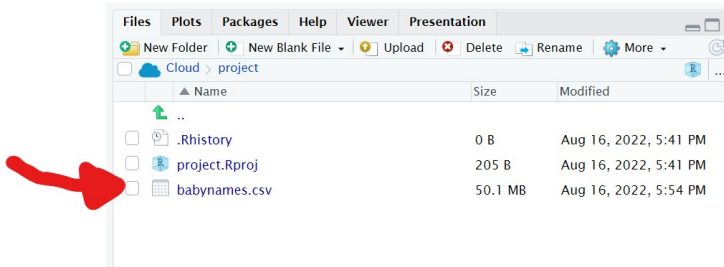 Files Plots Packages Help Viewer Presentation
New Folder New Blank File Upload Delete Rename More
Cloud > project R ...
Name Size Modified
..
.Rhistory 0 B Aug 16, 2022, 5:41 PM
R project.Rproj 205 B Aug 16, 2022, 5:41 PM
babynames.csv 50.1 MB Aug 16, 2022, 5:54 PM